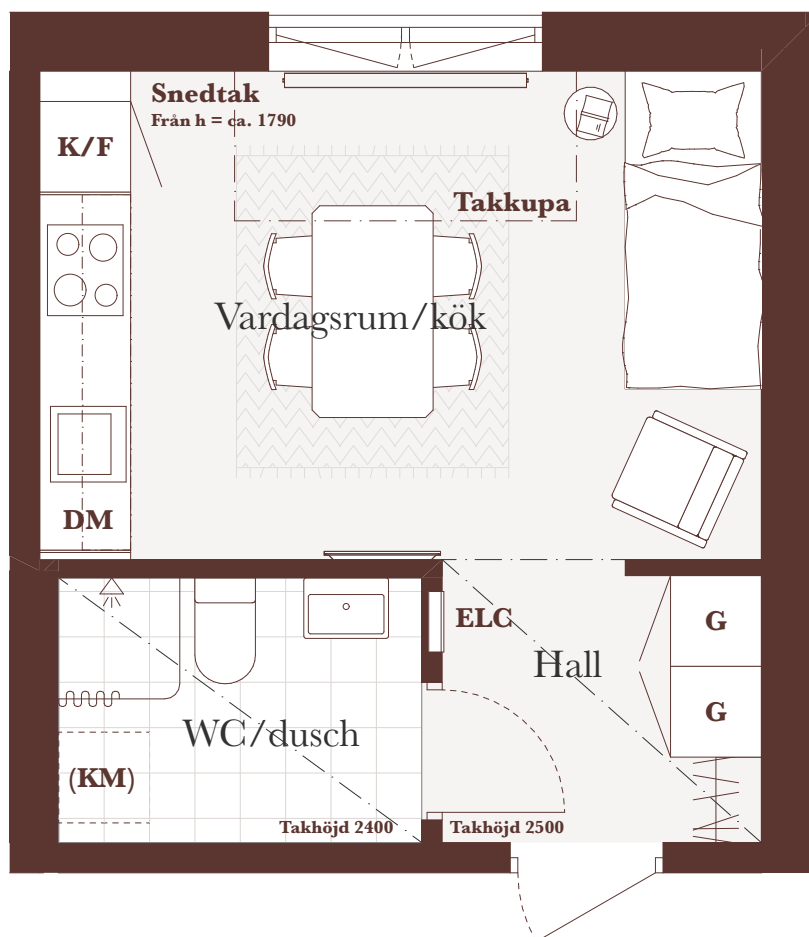 Snedtak
Från h = ca. 1790
K/F
Takkupa
Vardagsrum/kök
DM
ELC
G
Hall
G
WC/dusch
(KM)
Takhöjd 2400
Takhöjd 2500